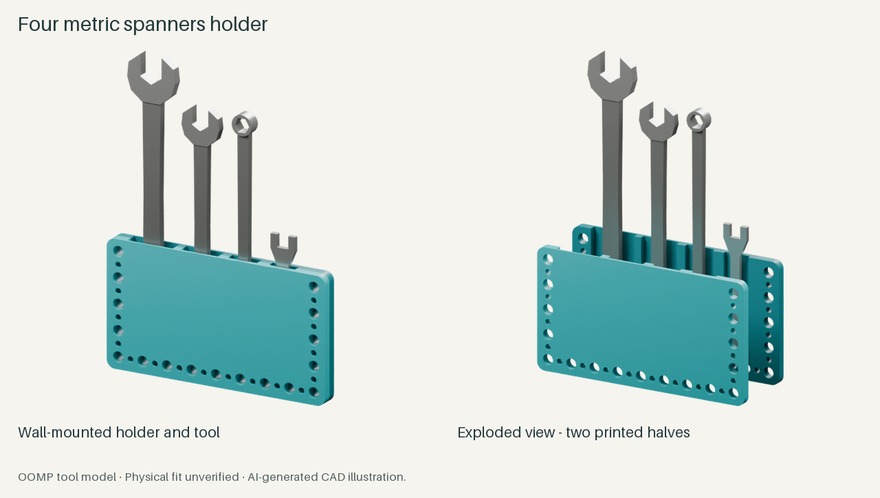 Four metric spanners holder
Wall-mounted holder and tool
Exploded view - two printed halves
OOMP tool model · Physical fit unverified · AI-generated CAD illustration.